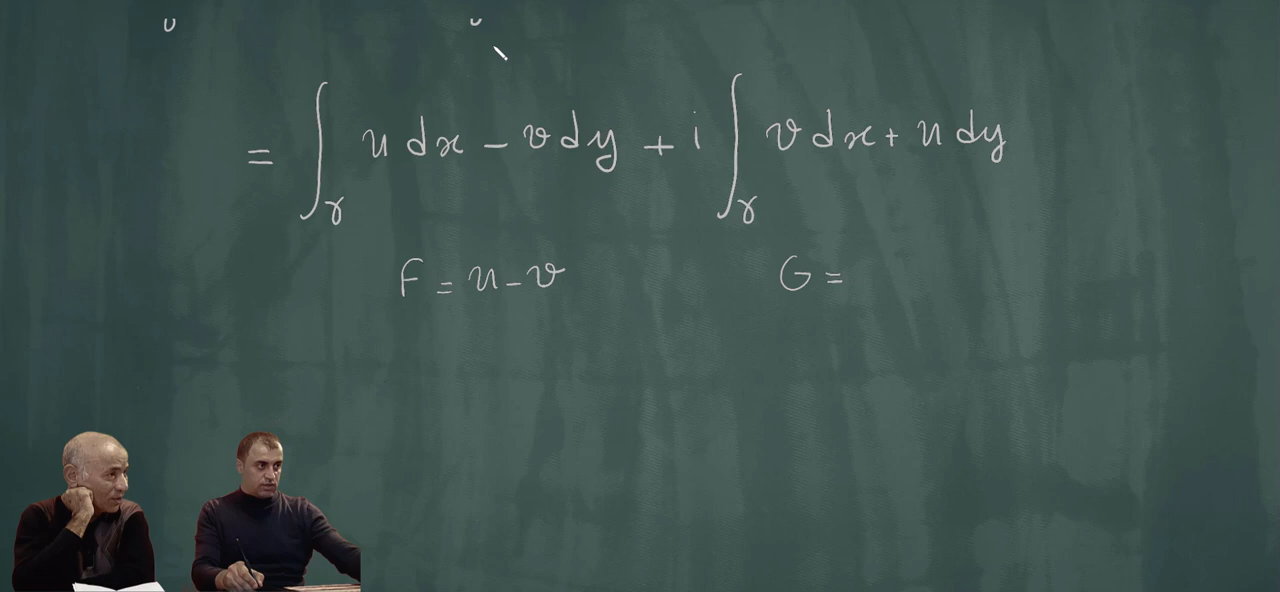 = ∫_γ u dx - v dy + i ∫_γ v dx + u dy
F = u - v G =